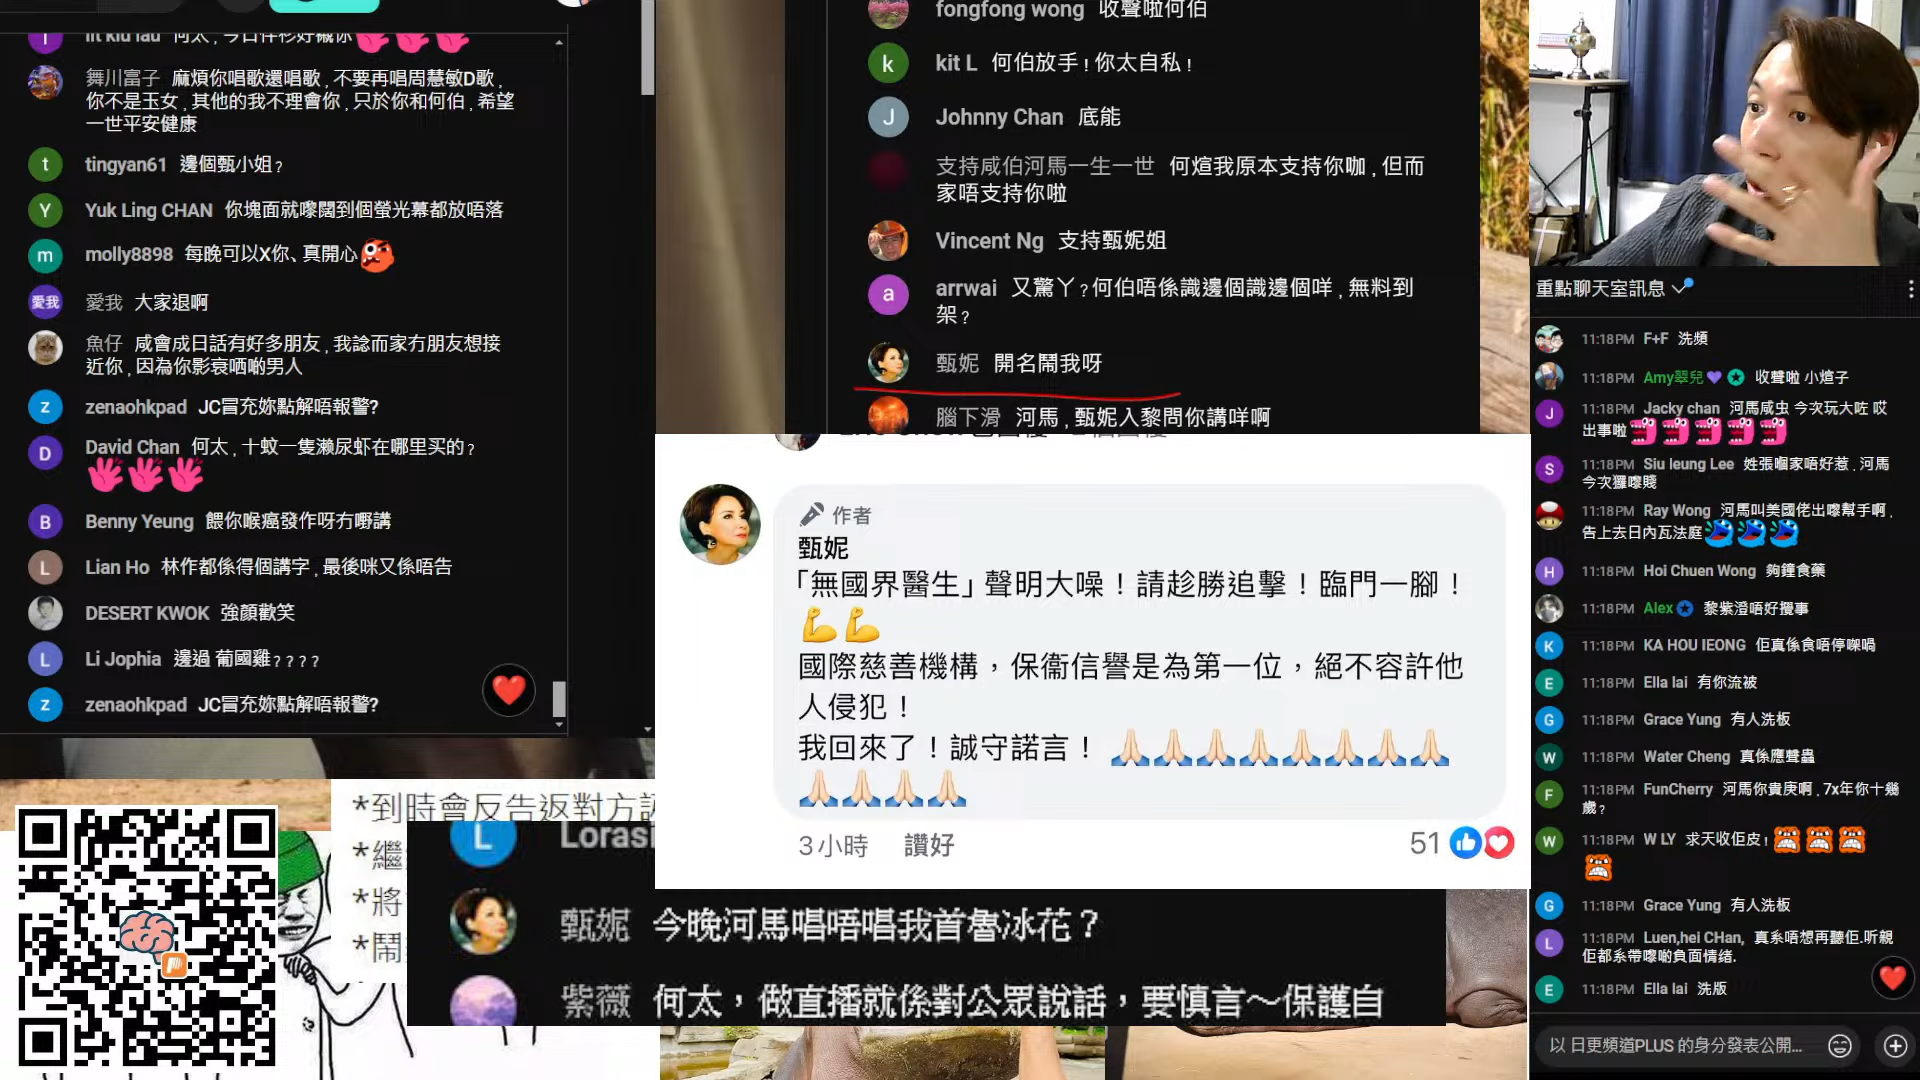 lit kiu lau 何太 , 今日件衫好襯你
舞川富子 麻煩你唱歌還唱歌 , 不要再唱周慧敏D歌 ,
你不是玉女 , 其他的我不理會你 , 只於你和何伯 , 希望
一世平安健康
tingyan61 邊個甄小姐 ?
Yuk Ling CHAN 你塊面就嚟闊到個螢光幕都放唔落
molly8898 每晚可以X你、真開心
愛我 愛我 大家退啊
魚仔 咸會成日話有好多朋友 , 我諗而家冇朋友想接
近你 , 因為你影衰哂啲男人
zenaohkpad JC冒充妳點解唔報警?
David Chan 何太 , 十蚊一隻濑尿虾在哪里买的 ?
Benny Yeung 餵你喉癌發作呀冇嘢講
Lian Ho 林作都係得個講字 , 最後咪又係唔告
DESERT KWOK 強顏歡笑
Li Jophia 邊過 葡國雞 ? ? ? ?
zenaohkpad JC冒充妳點解唔報警?
fongfong wong 收聲啦何伯
kit L 何伯放手 ! 你太自私 !
Johnny Chan 底能
支持咸伯河馬一生一世 何煊我原本支持你咖 , 但而
家唔支持你啦
Vincent Ng 支持甄妮姐
arrwai 又驚丫 ? 何伯唔係識邊個識邊個咩 , 無料到
架 ?
甄妮 開名鬧我呀
腦下滑 河馬 , 甄妮入黎問你講咩啊
作者
甄妮
「無國界醫生」聲明大噪！請趁勝追擊！臨門一腳！
💪💪
國際慈善機構，保衞信譽是為第一位，絕不容許他
人侵犯！
我回來了！誠守諾言！ 🙏🏻🙏🏻🙏🏻🙏🏻🙏🏻🙏🏻🙏🏻🙏🏻
🙏🏻🙏🏻🙏🏻🙏🏻
3 小時 讚好 51
*到時會反告返對方
*繼
*將
*鬧
Lorasi
甄妮 今晚河馬唱唔唱我首魯冰花？
紫薇 何太，做直播就係對公眾說話，要慎言～保護自
重點聊天室訊息
11:18PM F+F 洗頻
11:18PM Amy翠兒 收聲啦 小煊子
11:18PM Jacky chan 河馬咸虫 今次玩大咗 哎
出事啦
11:18PM Siu leung Lee 姓張嗰家唔好惹 . 河馬
今次攞嚟賤
11:18PM Ray Wong 河馬叫美國佬出嚟幫手啊 ,
告上去日內瓦法庭
11:18PM Hoi Chuen Wong 夠鐘食藥
11:18PM Alex 黎紫澄唔好攪事
11:18PM KA HOU IEONG 佢真係食唔停㗎喎
11:18PM Ella lai 有你流被
11:18PM Grace Yung 有人洗板
11:18PM Water Cheng 真係應聲蟲
11:18PM FunCherry 河馬你貴庚啊 , 7x年你十幾
歲 ?
11:18PM W LY 求天收佢皮 !
11:18PM Grace Yung 有人洗板
11:18PM Luen,hei CHan, 真糸唔想再聽佢.听親
佢都系帶嚟啲負面情绪.
11:18PM Ella lai 洗版
以 日更頻道PLUS 的身分發表公開...